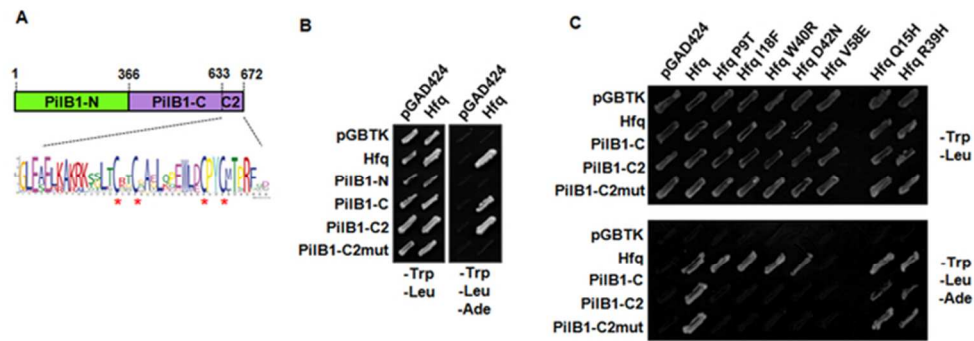 A
1 366 633 672
PilB1-N PilB1-C C2
* * * *
B
pGAD424 Hfq pGAD424 Hfq
pGBTK
Hfq
PilB1-N
PilB1-C
PilB1-C2
PilB1-C2mut
-Trp -Trp
-Leu -Leu
-Ade
C
pGAD424 Hfq Hfq P9T Hfq I18F Hfq W40R Hfq D42N Hfq V58E Hfq Q15H Hfq R39H
pGBTK
Hfq
PilB1-C
PilB1-C2
PilB1-C2mut
-Trp
-Leu
pGBTK
Hfq
PilB1-C
PilB1-C2
PilB1-C2mut
-Trp
-Leu
-Ade